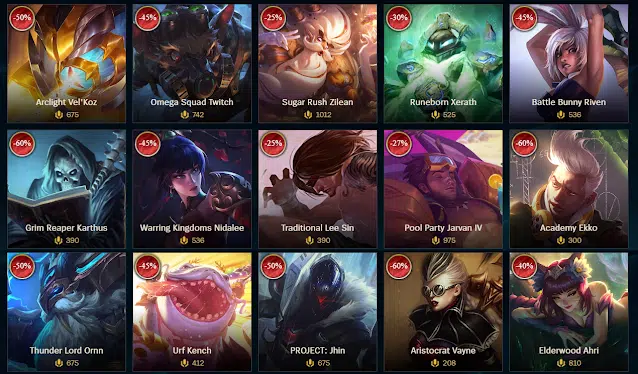 -50%
-45%
-25%
-30%
-45%
Arclight Vel'Koz
Omega Squad Twitch
Sugar Rush Zilean
Runeborn Xerath
Battle Bunny Riven
675
742
1012
525
536
-60%
-45%
-25%
-27%
-60%
Grim Reaper Karthus
Warring Kingdoms Nidalee
Traditional Lee Sin
Pool Party Jarvan IV
Academy Ekko
390
536
390
975
300
-50%
-45%
-50%
-60%
-40%
Thunder Lord Ornn
Urf Kench
PROJECT: Jhin
Aristocrat Vayne
Elderwood Ahri
675
412
675
208
810